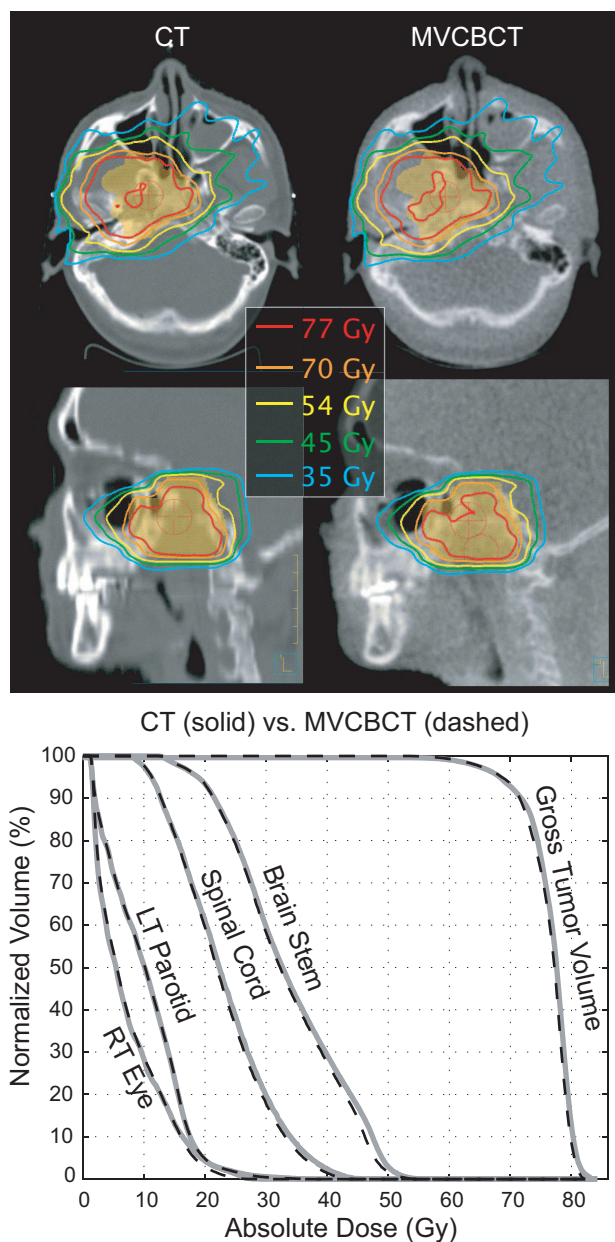 CT
MVCBCT
77 Gy
70 Gy
54 Gy
45 Gy
35 Gy
CT (solid) vs. MVCBCT (dashed)
Normalized Volume (%)
100
90
80
70
60
50
40
30
20
10
0
RT Eye
LT Parotid
Spinal Cord
Brain Stem
Gross Tumor Volume
0
10
20
30
40
50
60
70
80
Absolute Dose (Gy)